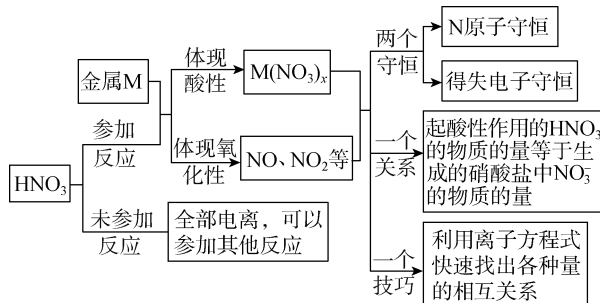 HNO₃
金属M
参加
反应
未参加
反应
体现
酸性
M(NO₃)ₓ
体现氧
化性
NO、NO₂等
全部电离，可以
参加其他反应
两个
守恒
N原子守恒
得失电子守恒
一个
关系
起酸性作用的HNO₃
的物质的量等于生
成的硝酸盐中NO₃⁻
的物质的量
一个
技巧
利用离子方程式
快速找出各种量
的相互关系